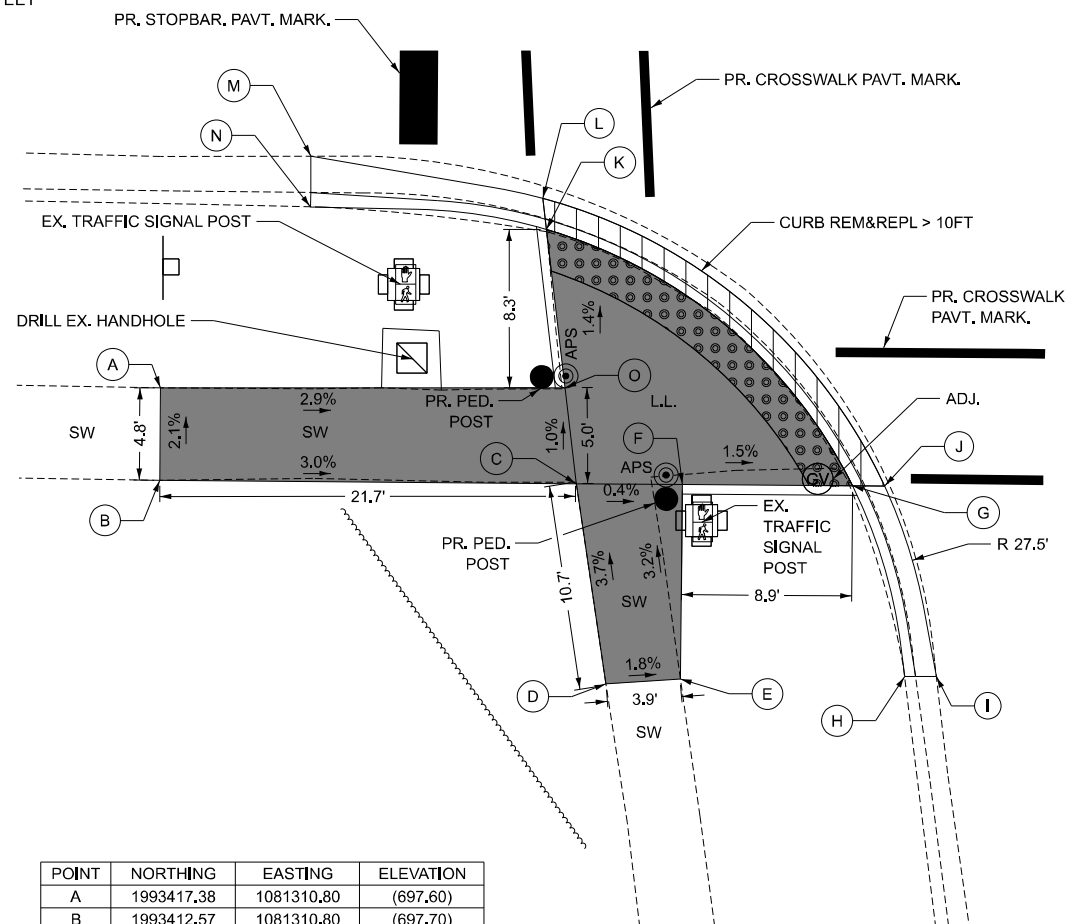 PR. STOPBAR. PAVT. MARK.
PR. CROSSWALK PAVT. MARK.
M
L
N
K
EX. TRAFFIC SIGNAL POST
CURB REM&REPL > 10FT
8.3'
1.4%
APS
PR. CROSSWALK
PAVT. MARK.
DRILL EX. HANDHOLE
A
O
PR. PED.
POST
L.L.
ADJ.
2.9%
SW
4.8'
2.1%
SW
1.0%
5.0'
F
J
3.0%
C
APS
1.5%
GV
0.4%
B
21.7'
G
PR. PED.
POST
EX.
TRAFFIC
SIGNAL
POST
R 27.5'
10.7'
3.7%
3.2%
SW
8.9'
1.8%
D
E
3.9'
H
I
SW
POINT NORTHING EASTING ELEVATION
A 1993417.38 1081310.80 (697.60)
B 1993412.57 1081310.80 (697.70)